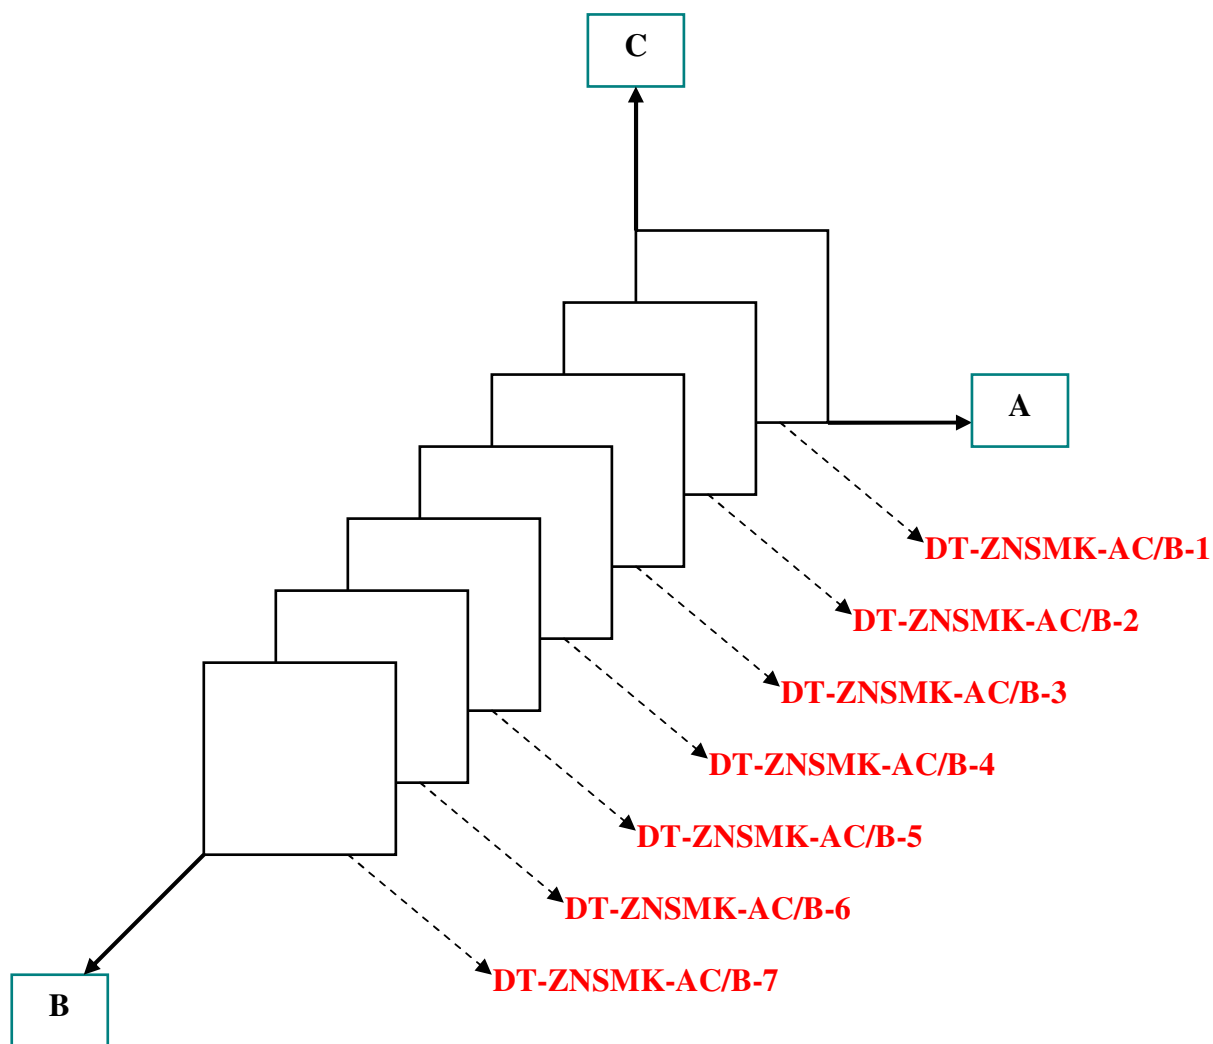 C
A
DT-ZNSMK-AC/B-1
DT-ZNSMK-AC/B-2
DT-ZNSMK-AC/B-3
DT-ZNSMK-AC/B-4
DT-ZNSMK-AC/B-5
DT-ZNSMK-AC/B-6
DT-ZNSMK-AC/B-7
B